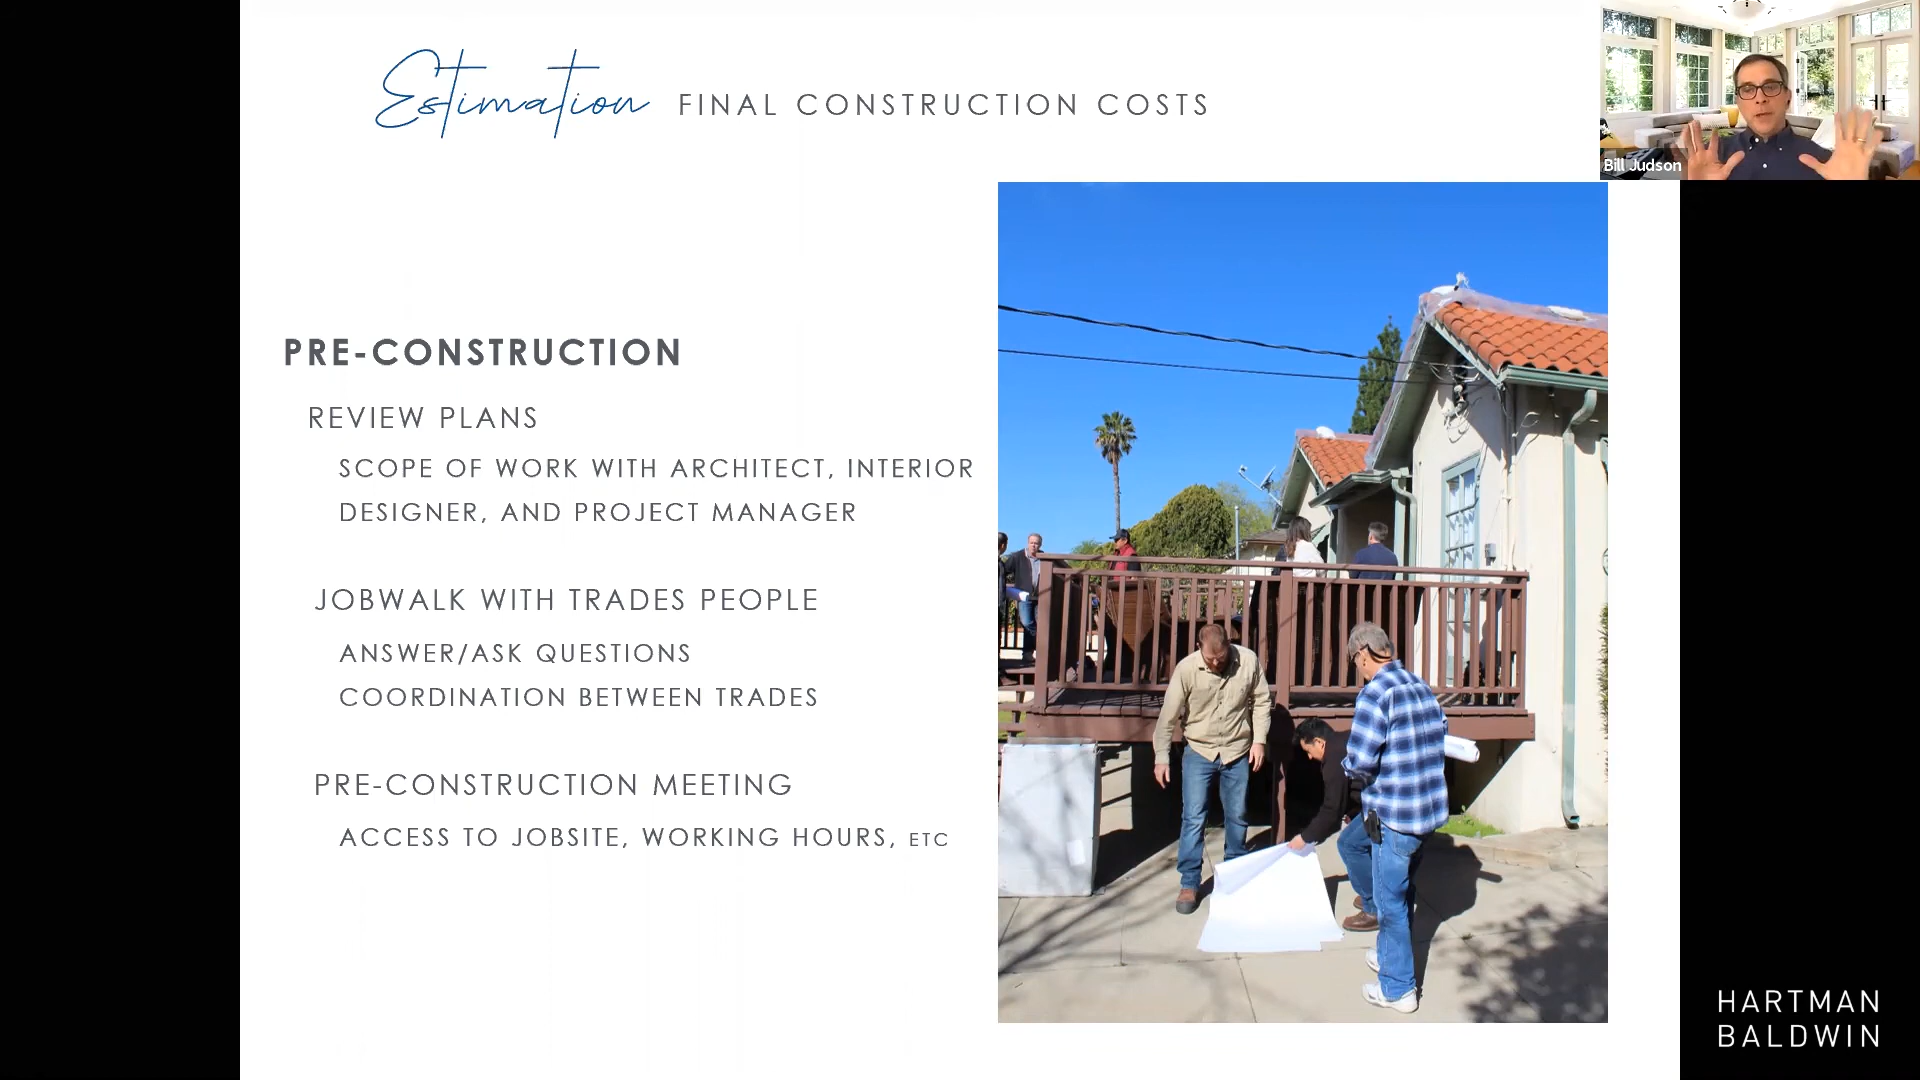 Estimation FINAL CONSTRUCTION COSTS
Bill Judson
PRE-CONSTRUCTION
REVIEW PLANS
SCOPE OF WORK WITH ARCHITECT, INTERIOR
DESIGNER, AND PROJECT MANAGER
JOBWALK WITH TRADES PEOPLE
ANSWER/ASK QUESTIONS
COORDINATION BETWEEN TRADES
PRE-CONSTRUCTION MEETING
ACCESS TO JOBSITE, WORKING HOURS, ETC
HARTMAN
BALDWIN